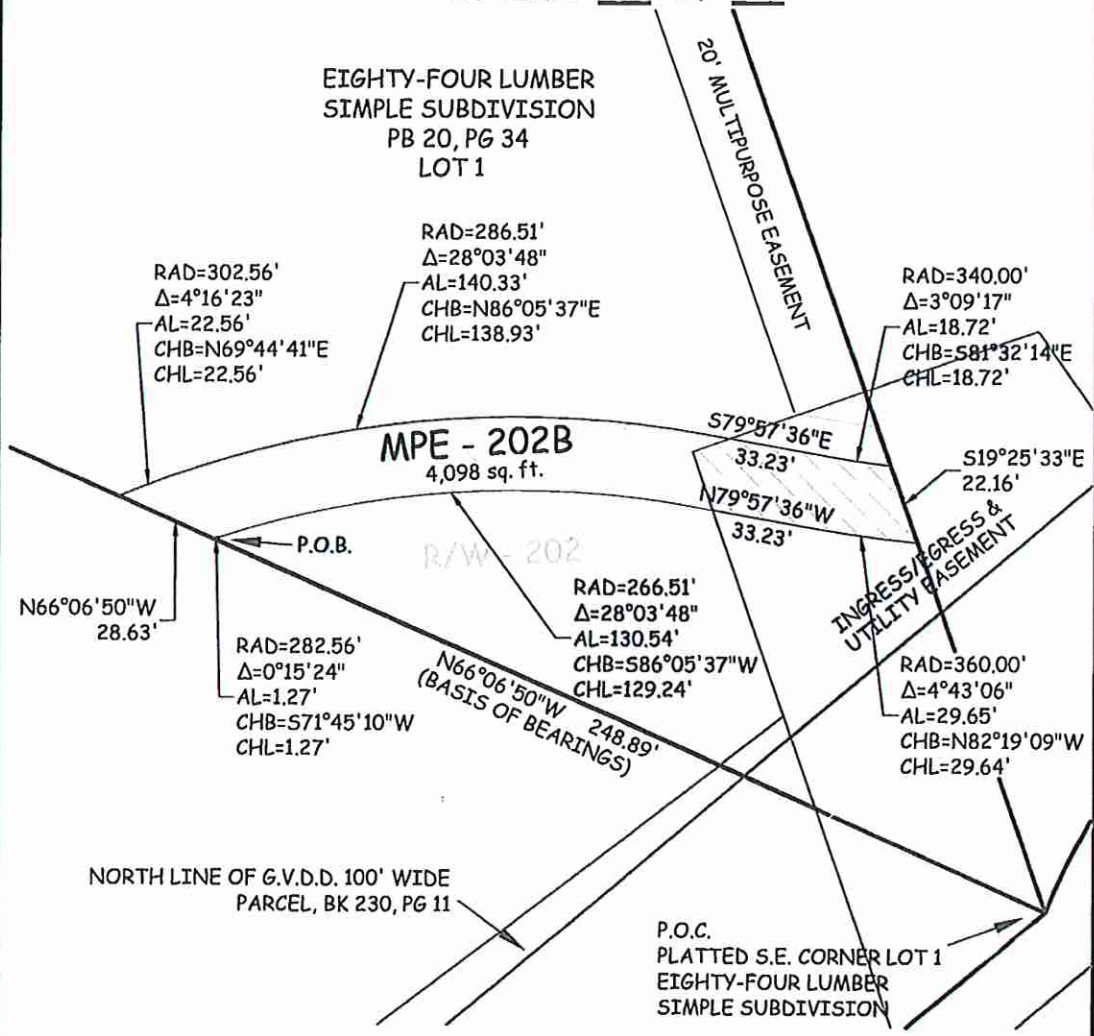 EIGHTY-FOUR LUMBER
SIMPLE SUBDIVISION
PB 20, PG 34
LOT 1
20' MULTIPURPOSE EASEMENT
RAD=302.56'
Δ=4°16'23"
AL=22.56'
CHB=N69°44'41"E
CHL=22.56'
RAD=286.51'
Δ=28°03'48"
AL=140.33'
CHB=N86°05'37"E
CHL=138.93'
RAD=340.00'
Δ=3°09'17"
AL=18.72'
CHB=S81°32'14"E
CHL=18.72'
MPE - 202B
4,098 sq. ft.
S79°57'36"E
33.23'
N79°57'36"W
33.23'
S19°25'33"E
22.16'
P.O.B.
R/W - 202
N66°06'50"W
28.63'
RAD=282.56'
Δ=0°15'24"
AL=1.27'
CHB=S71°45'10"W
CHL=1.27'
RAD=266.51'
Δ=28°03'48"
AL=130.54'
CHB=S86°05'37"W
CHL=129.24'
N66°06'50"W 248.89'
(BASIS OF BEARINGS)
INGRESS/EGRESS &
UTILITY EASEMENT
RAD=360.00'
Δ=4°43'06"
AL=29.65'
CHB=N82°19'09"W
CHL=29.64'
NORTH LINE OF G.V.D.D. 100' WIDE
PARCEL, BK 230, PG 11
P.O.C.
PLATTED S.E. CORNER LOT 1
EIGHTY-FOUR LUMBER
SIMPLE SUBDIVISION